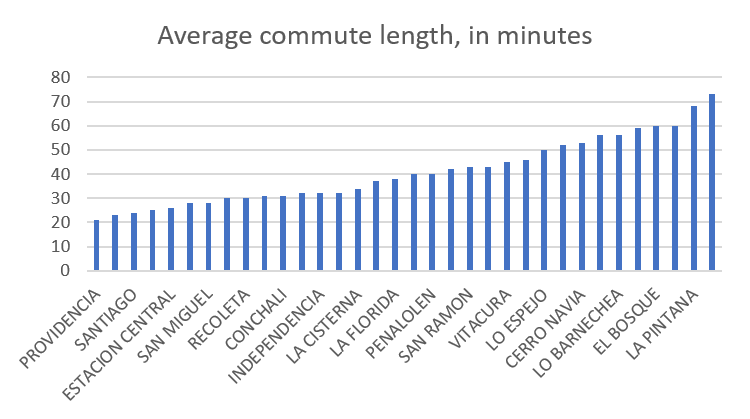 Average commute length, in minutes
80
70
60
50
40
30
20
10
0
PROVIDENCIA
SANTIAGO
ESTACION CENTRAL
SAN MIGUEL
RECOLETA
CONCHALI
INDEPENDENCIA
LA CISTERNA
LA FLORIDA
PENALOLEN
SAN RAMON
VITACURA
LO ESPEJO
CERRO NAVIA
LO BARNECHEA
EL BOSQUE
LA PINTANA